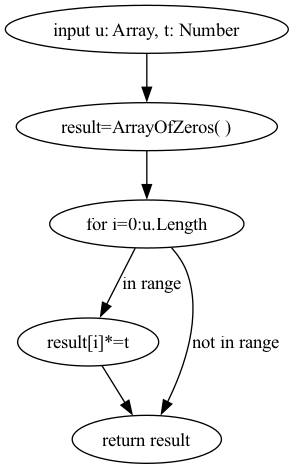 input u: Array, t: Number
result=ArrayOfZeros( )
for i=0:u.Length
in range
result[i]*=t
not in range
return result